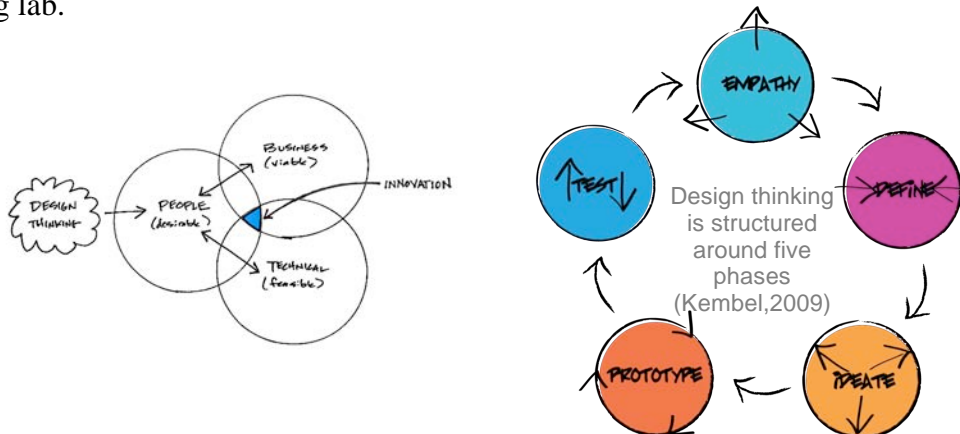 g lab.
DESIGN
THINKING
PEOPLE
(desirable)
BUSINESS
(viable)
TECHNICAL
(feasible)
INNOVATION
EMPATHY
DEFINE
IDEATE
PROTOTYPE
TEST
Design thinking
is structured
around five
phases
(Kembel,2009)